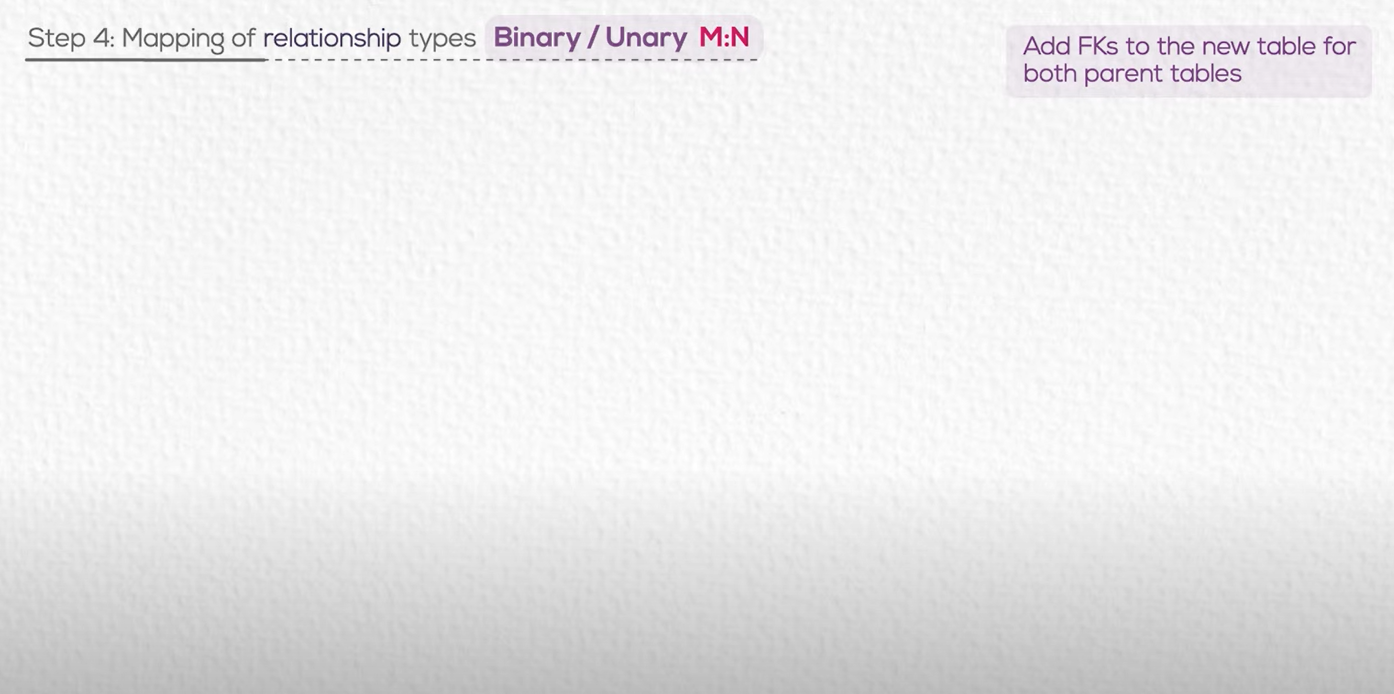 Step 4: Mapping of relationship types Binary / Unary M:N
Add FKs to the new table for
both parent tables